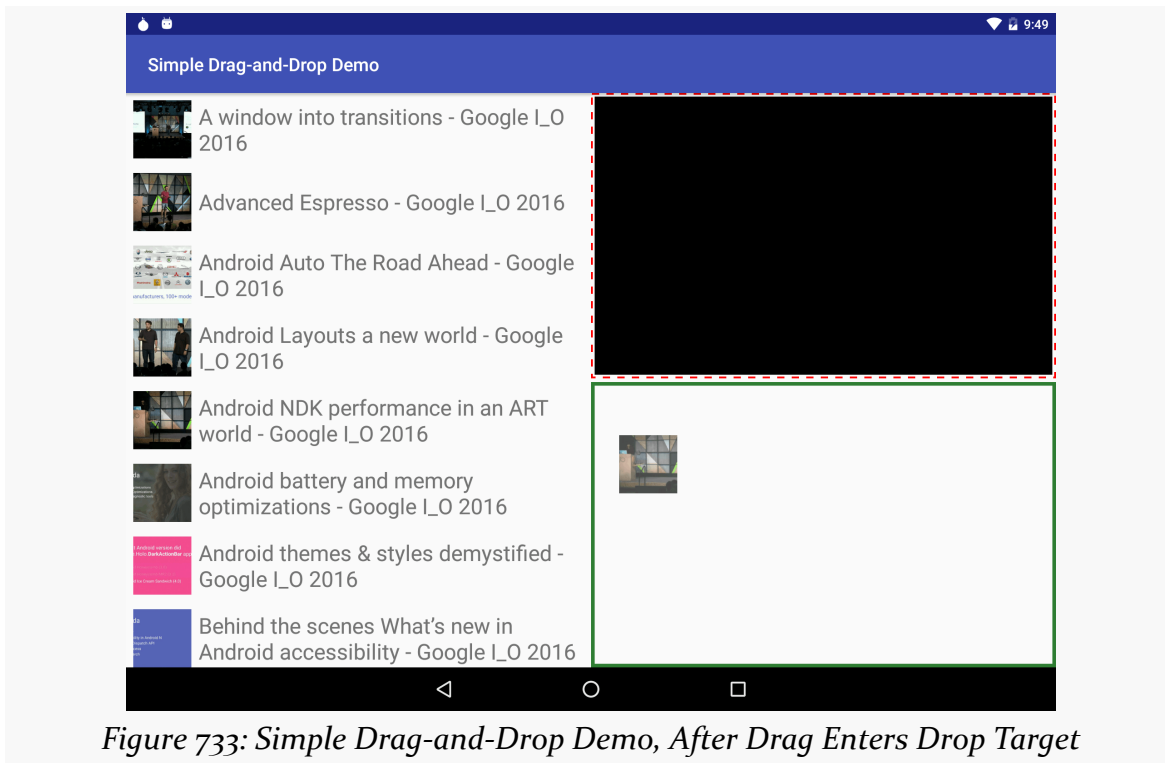 9:49
Simple Drag-and-Drop Demo
A window into transitions - Google I_O
2016
Advanced Espresso - Google I_O 2016
Android Auto The Road Ahead - Google
I_O 2016
Android Layouts a new world - Google
I_O 2016
Android NDK performance in an ART
world - Google I_O 2016
Android battery and memory
optimizations - Google I_O 2016
Android themes & styles demystified -
Google I_O 2016
Behind the scenes What’s new in
Android accessibility - Google I_O 2016
Figure 733: Simple Drag-and-Drop Demo, After Drag Enters Drop Target